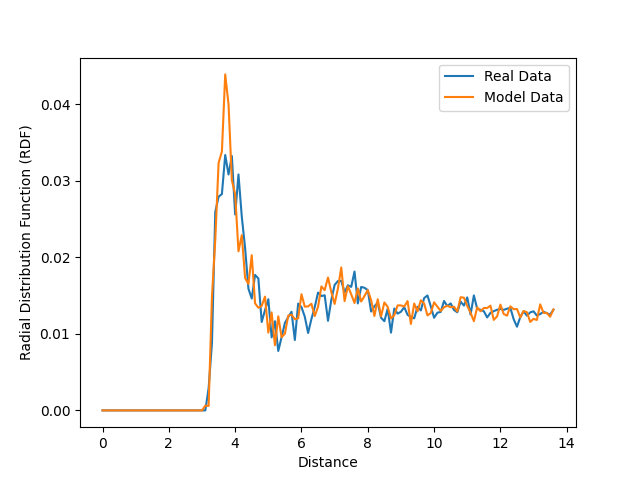 Real Data
Model Data
Radial Distribution Function (RDF)
0.04
0.03
0.02
0.01
0.00
0 2 4 6 8 10 12 14
Distance